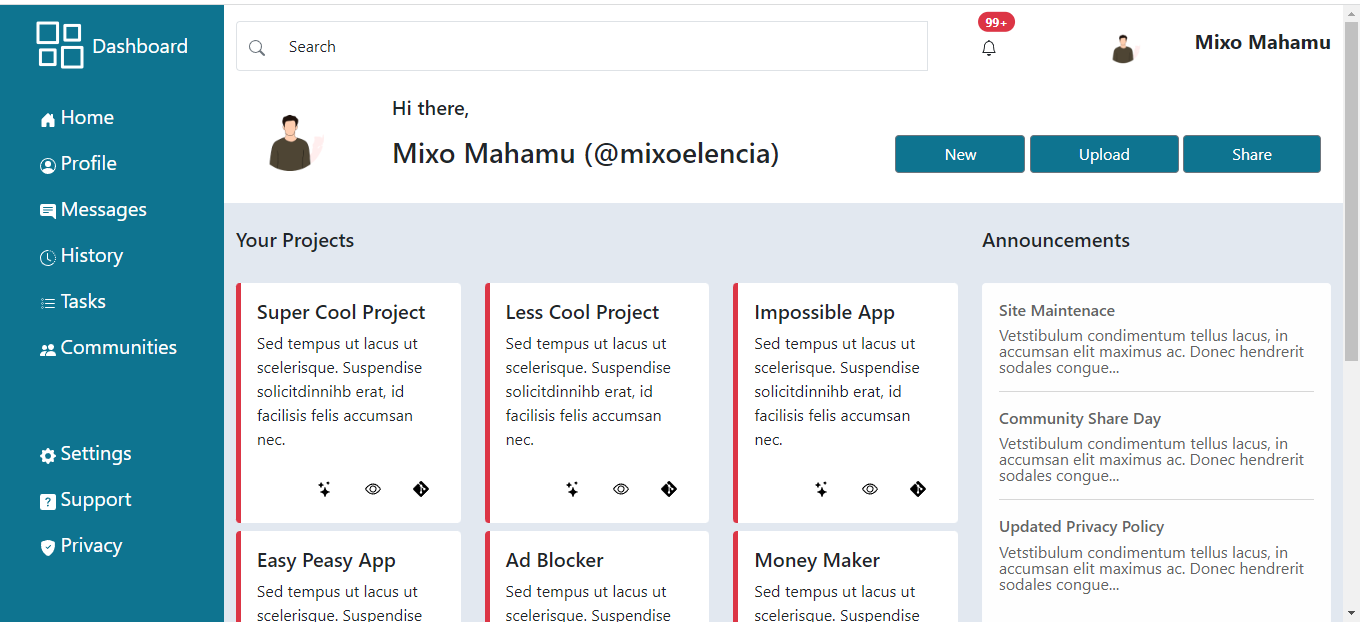 Dashboard
Home
Profile
Messages
History
Tasks
Communities
Settings
Support
Privacy
Search
99+
Mixo Mahamu
Hi there,
Mixo Mahamu (@mixoelencia)
New
Upload
Share
Your Projects
Super Cool Project
Sed tempus ut lacus ut
scelerisque. Suspendise
solicitdinnihb erat, id
facilisis felis accumsan
nec.
Less Cool Project
Sed tempus ut lacus ut
scelerisque. Suspendise
solicitdinnihb erat, id
facilisis felis accumsan
nec.
Impossible App
Sed tempus ut lacus ut
scelerisque. Suspendise
solicitdinnihb erat, id
facilisis felis accumsan
nec.
Easy Peasy App
Sed tempus ut lacus ut
scelerisque. Suspendise
Ad Blocker
Sed tempus ut lacus ut
scelerisque. Suspendise
Money Maker
Sed tempus ut lacus ut
scelerisque. Suspendise
Announcements
Site Maintenace
Vetstibulum condimentum tellus lacus, in
accumsan elit maximus ac. Donec hendrerit
sodales congue...
Community Share Day
Vetstibulum condimentum tellus lacus, in
accumsan elit maximus ac. Donec hendrerit
sodales congue...
Updated Privacy Policy
Vetstibulum condimentum tellus lacus, in
accumsan elit maximus ac. Donec hendrerit
sodales congue...